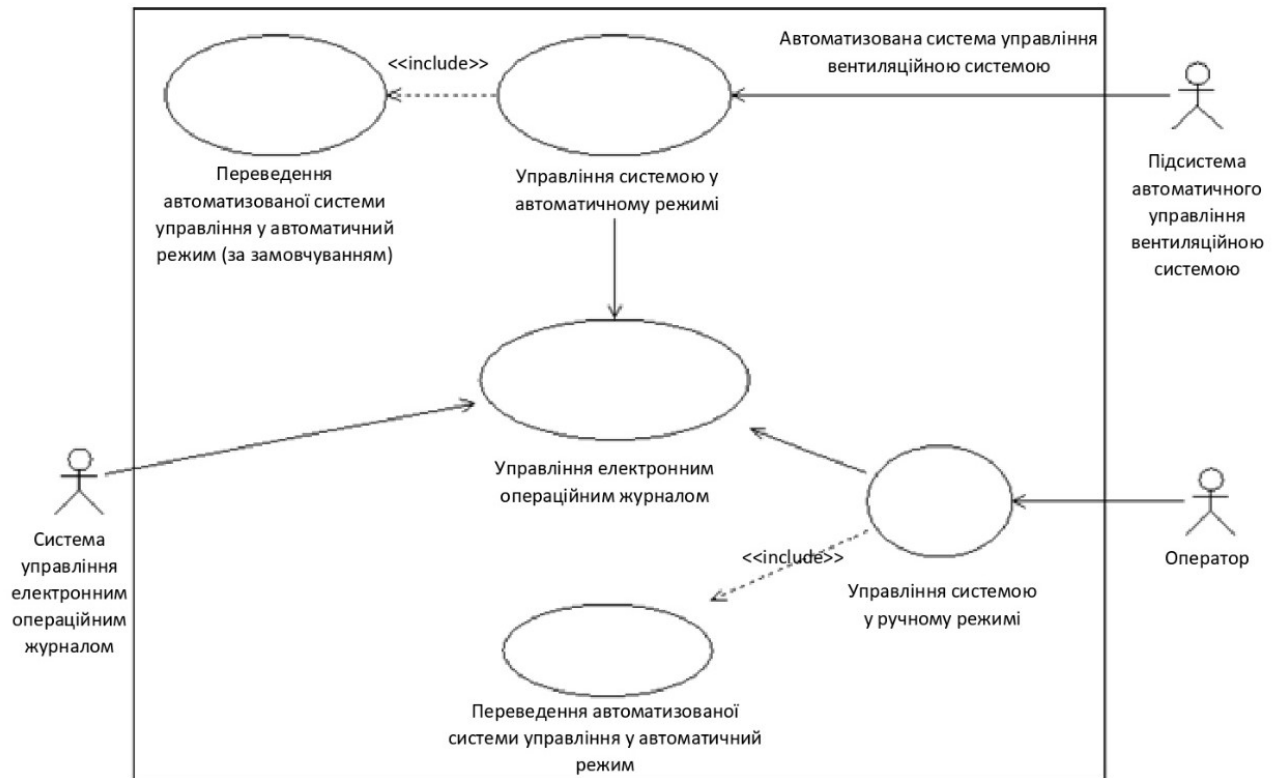 Автоматизована система управління
вентиляційною системою
<<include>>
Переведення
автоматизованої системи
управління у автоматичний
режим (за замовчуванням)
Управління системою у
автоматичному режимі
Підсистема
автоматичного
управління
вентиляційною
системою
Управління електронним
операційним журналом
Система
управління
електронним
операційним
журналом
Оператор
<<include>>
Управління системою
у ручному режимі
Переведення автоматизованої
системи управління у автоматичний
режим